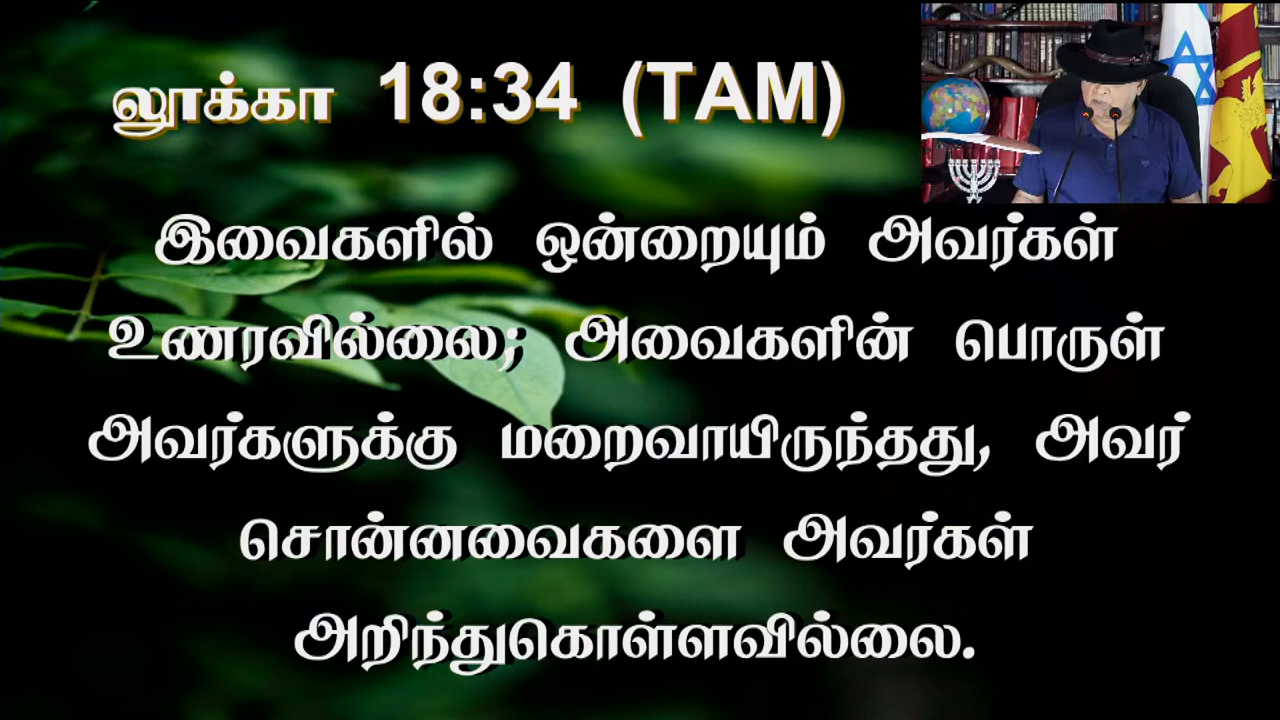 லூக்கா 18:34 (TAM)
இவைகளில் ஒன்றையும் அவர்கள்
உணரவில்லை; அவைகளின் பொருள்
அவர்களுக்கு மறைவாயிருந்தது, அவர்
சொன்னவைகளை அவர்கள்
அறிந்துகொள்ளவில்லை.